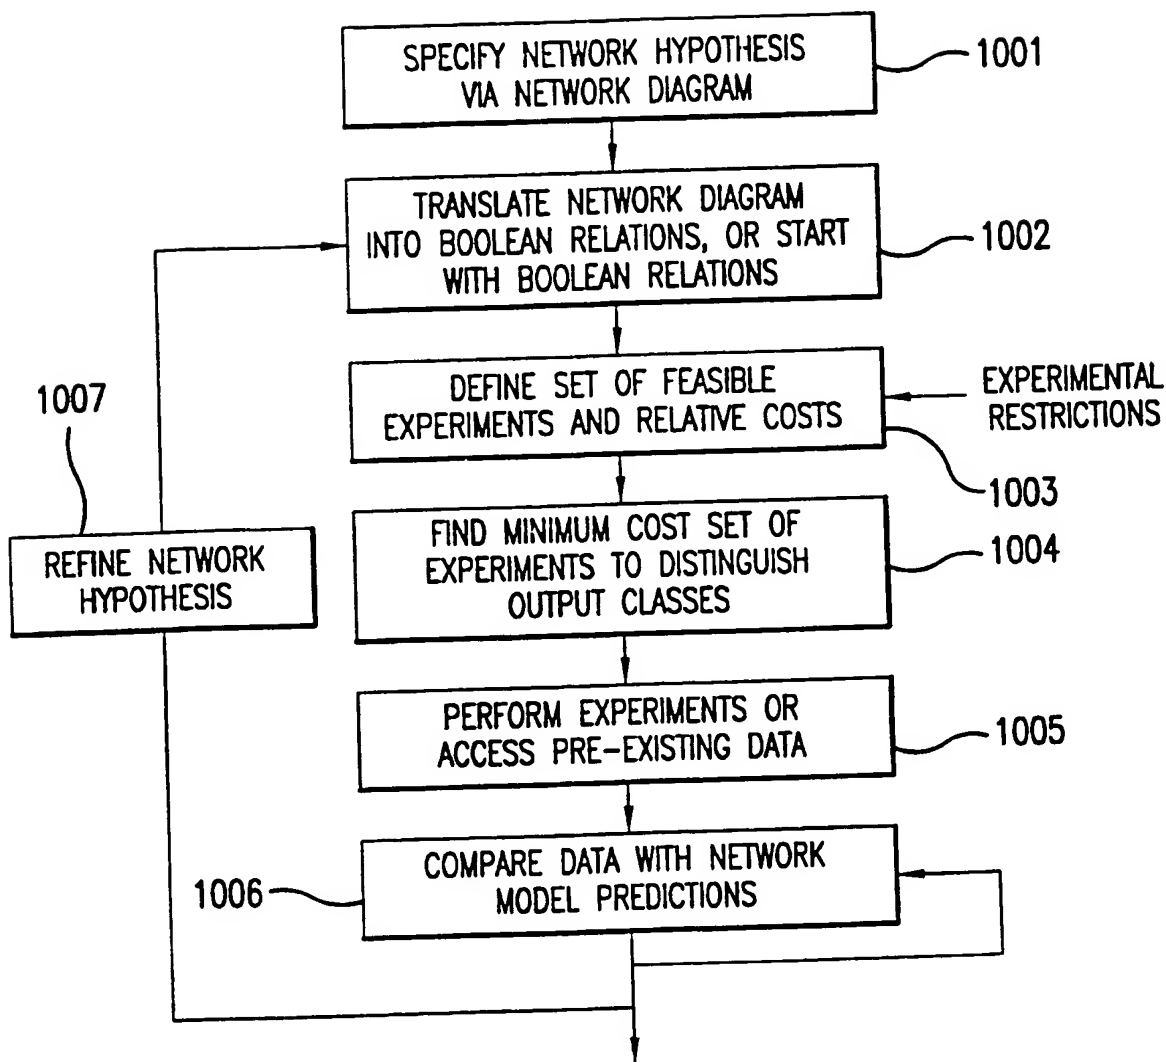 SPECIFY NETWORK HYPOTHESIS
VIA NETWORK DIAGRAM
1001
TRANSLATE NETWORK DIAGRAM
INTO BOOLEAN RELATIONS, OR START
WITH BOOLEAN RELATIONS
1002
DEFINE SET OF FEASIBLE
EXPERIMENTS AND RELATIVE COSTS
EXPERIMENTAL
RESTRICTIONS
1003
1007
REFINE NETWORK
HYPOTHESIS
FIND MINIMUM COST SET OF
EXPERIMENTS TO DISTINGUISH
OUTPUT CLASSES
1004
PERFORM EXPERIMENTS OR
ACCESS PRE-EXISTING DATA
1005
COMPARE DATA WITH NETWORK
MODEL PREDICTIONS
1006